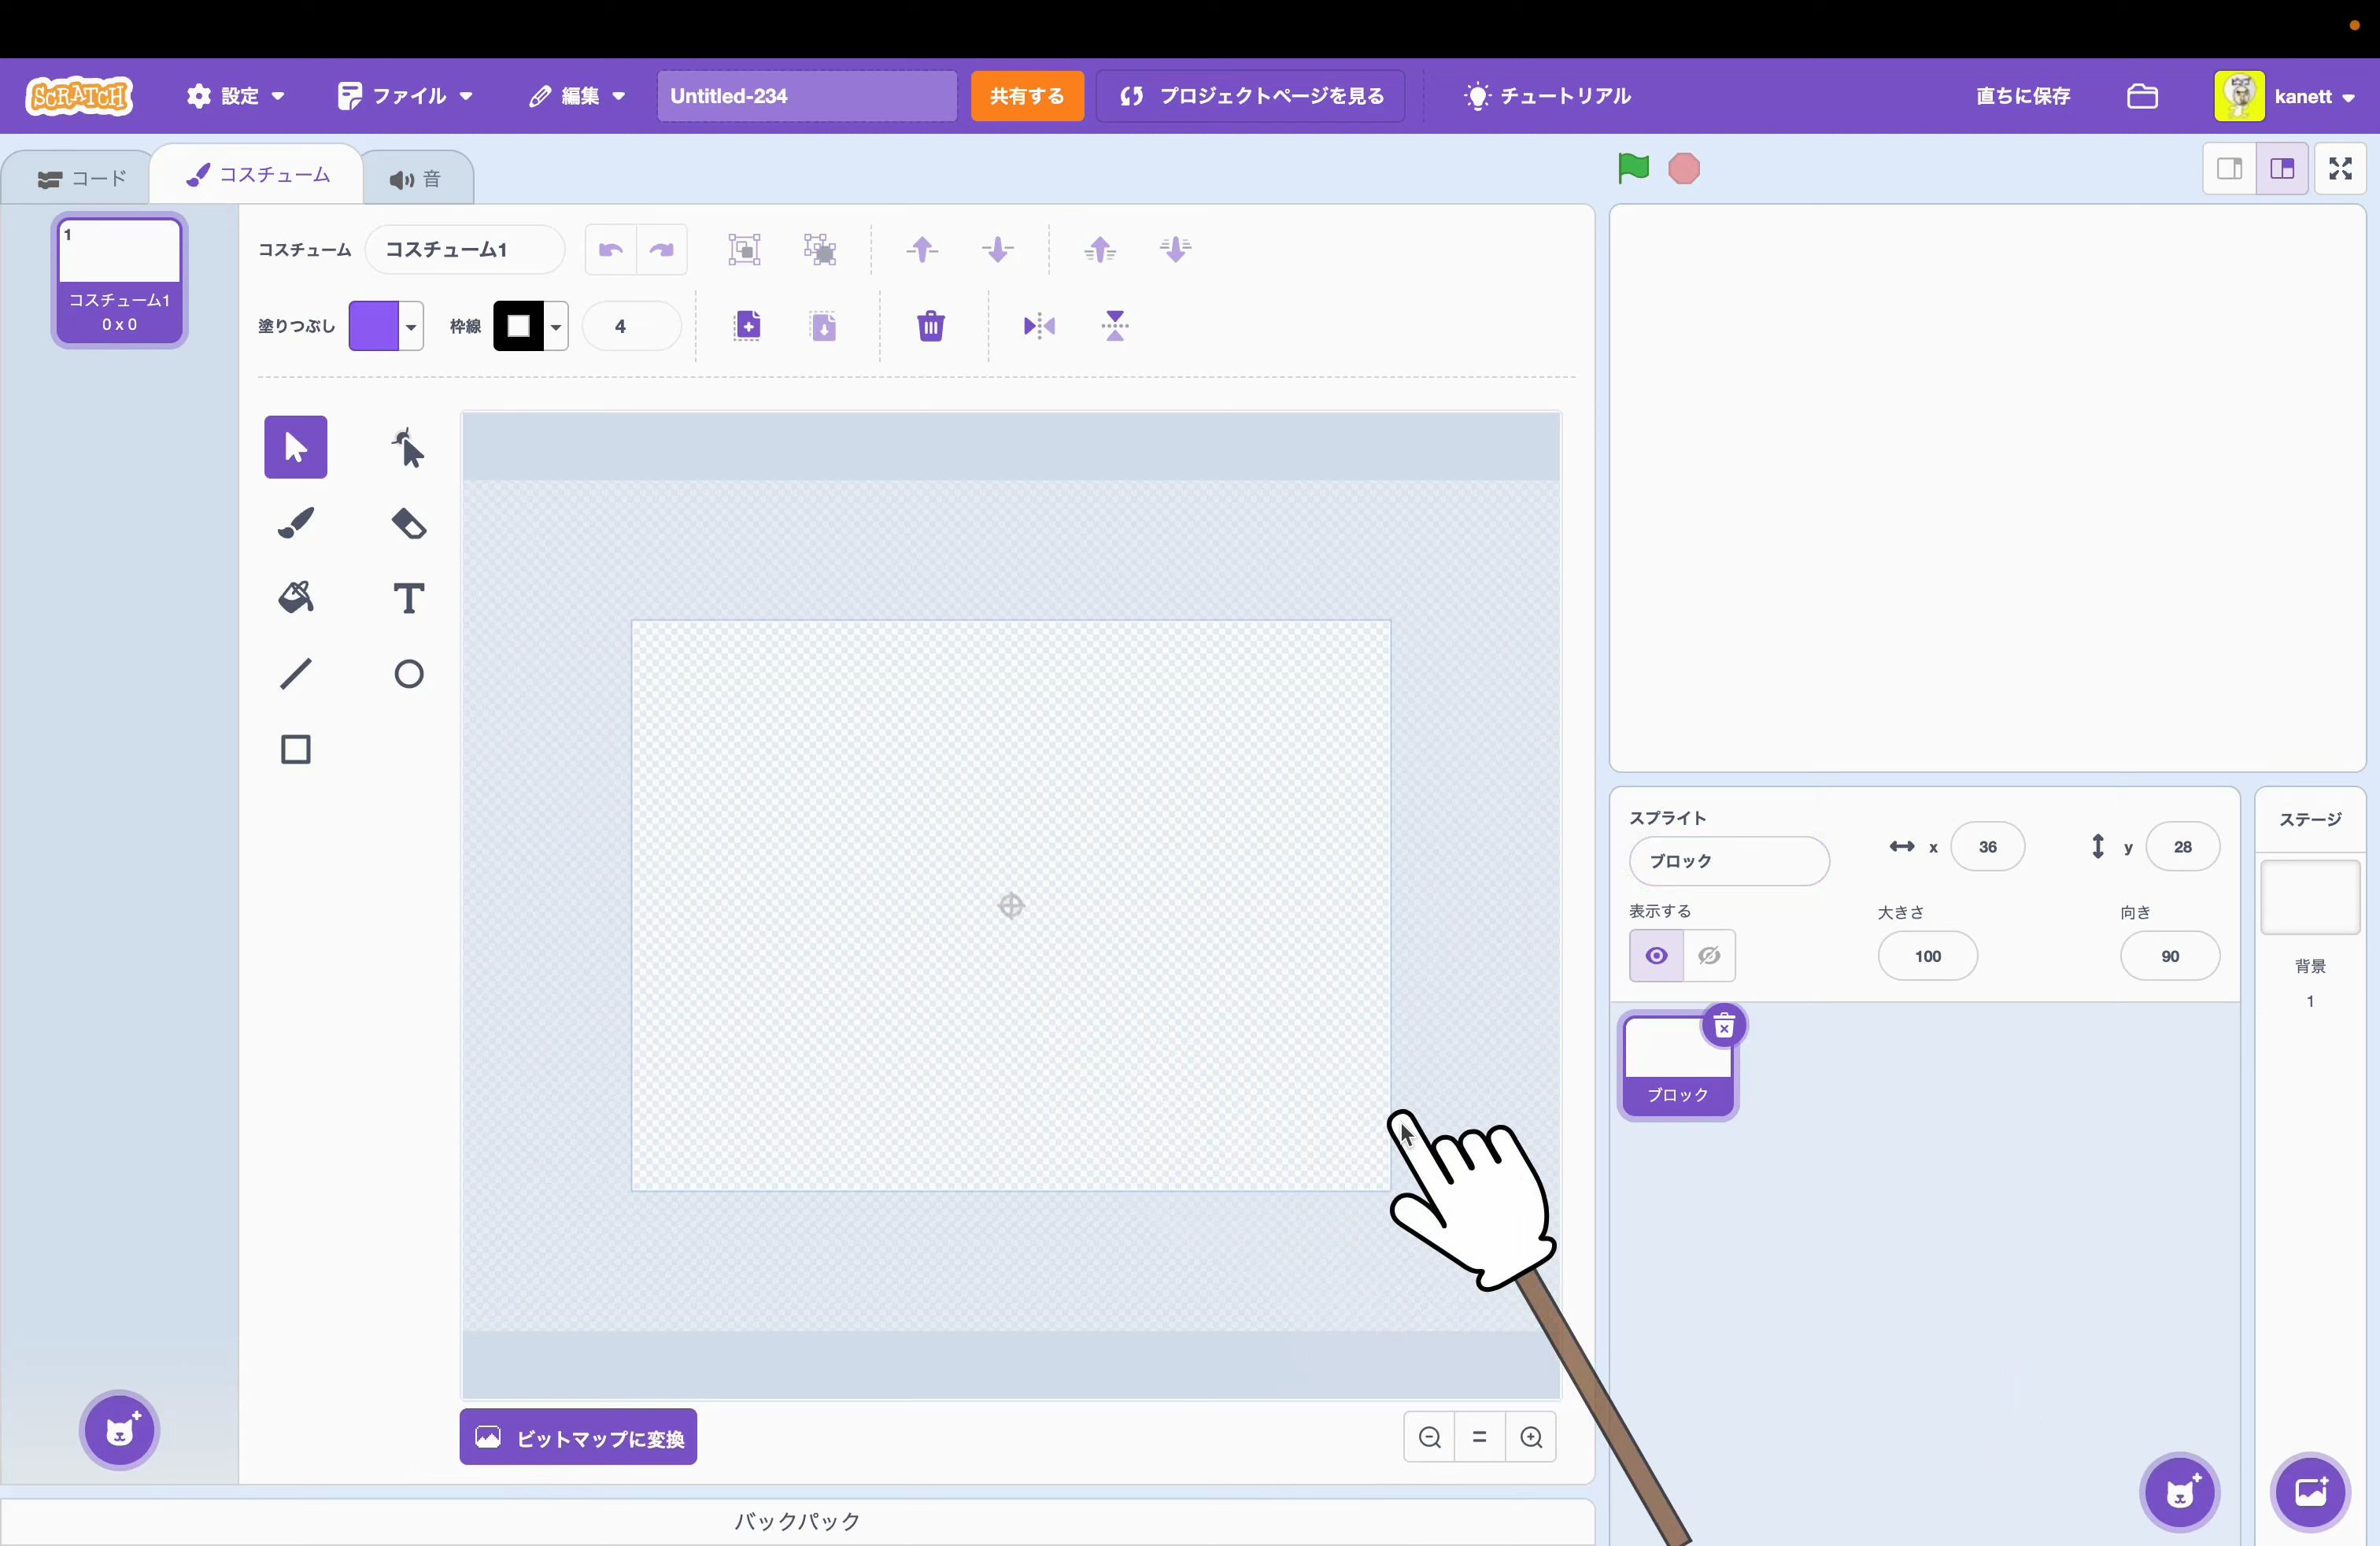 SCRATCH 設定 ファイル 編集 Untitled-234 共有する プロジェクトページを見る チュートリアル 直ちに保存 kanett
コード コスチューム 音
1
コスチューム1
0 x 0
コスチューム コスチューム1
塗りつぶし 枠線 4
ビットマップに変換
バックパック
スプライト
ブロック
x 36 y 28
表示する 大きさ 向き
100 90
ブロック
ステージ
背景
1